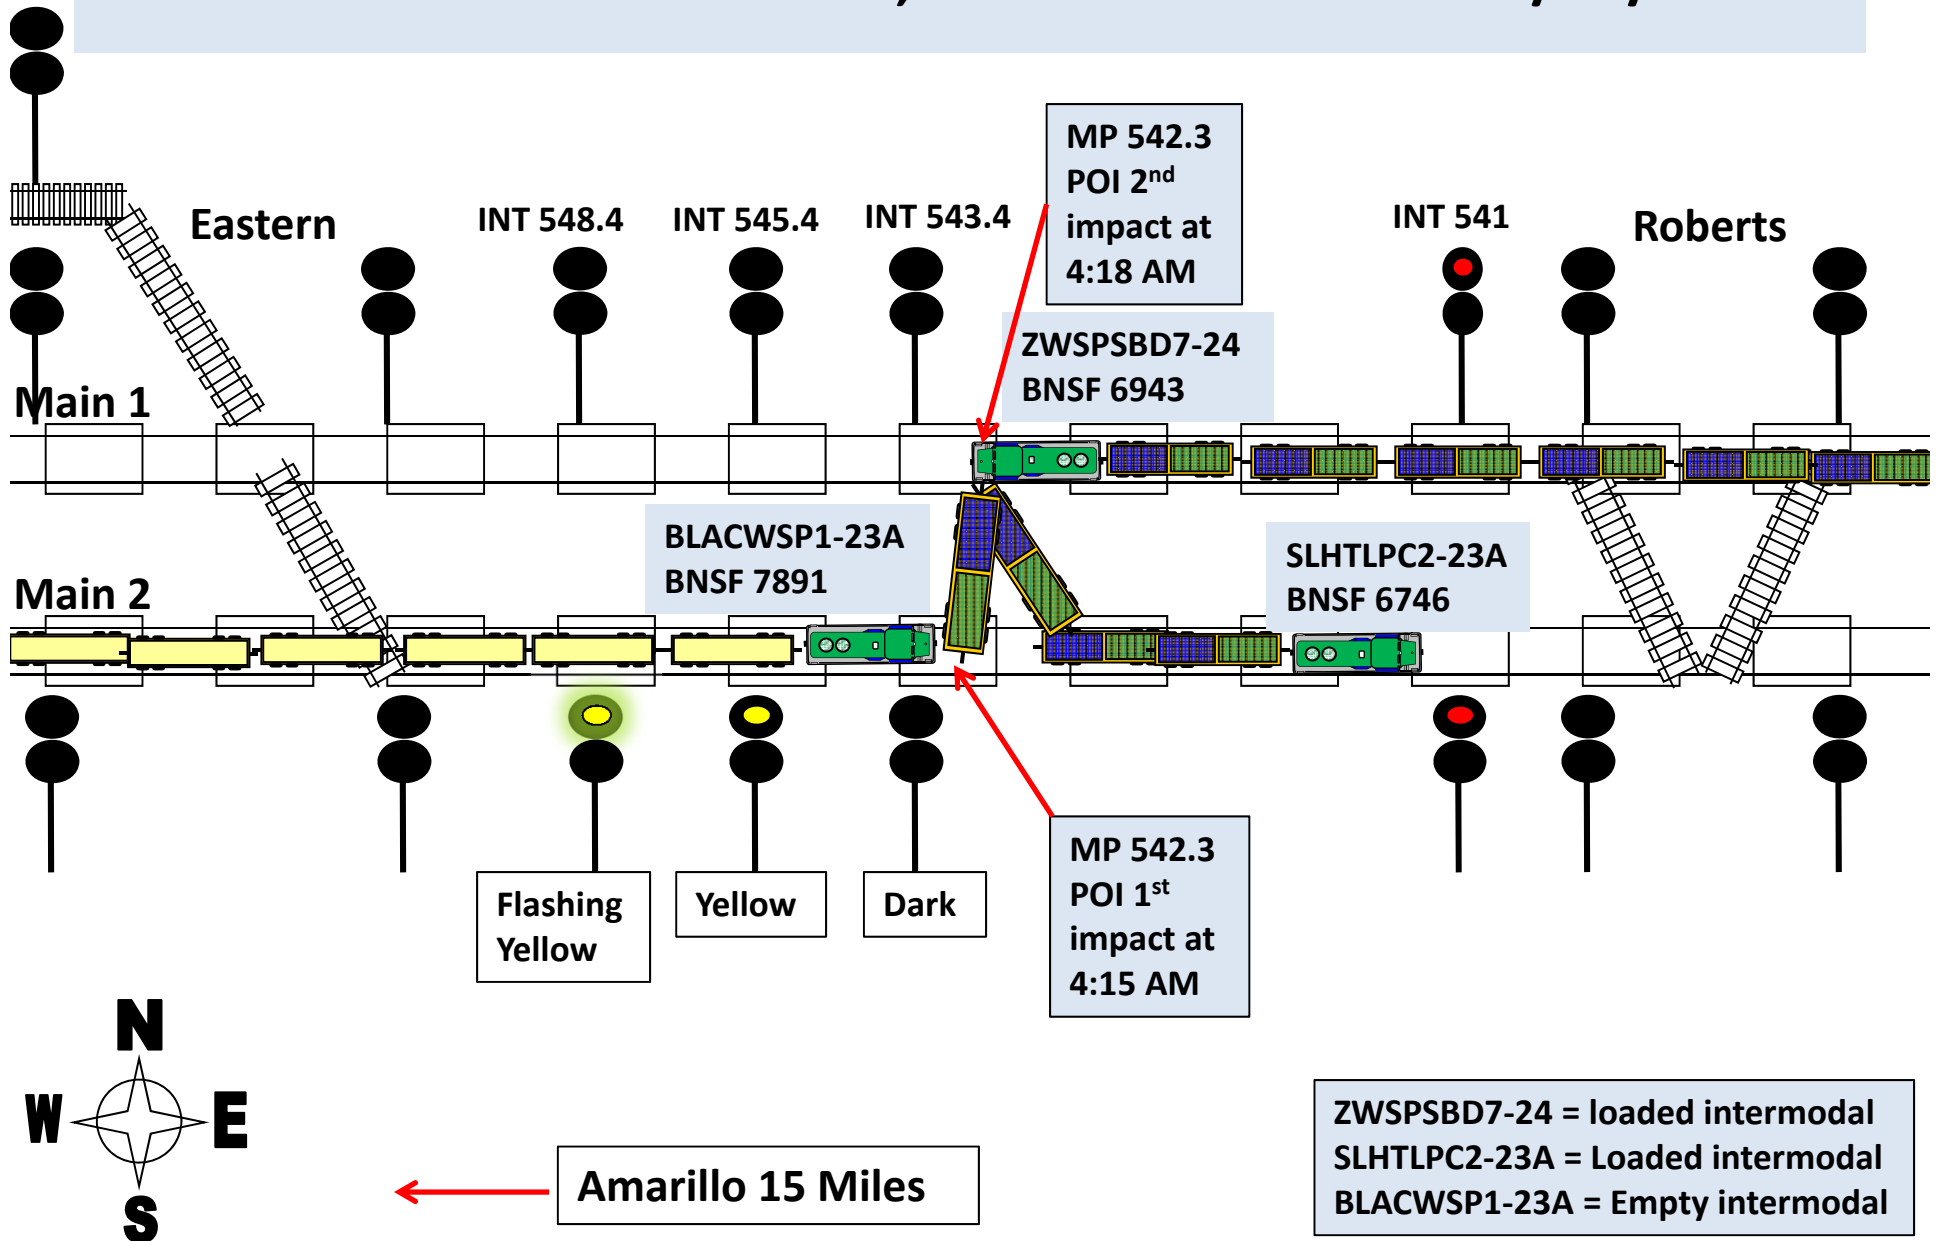 Eastern
INT 548.4
INT 545.4
INT 543.4
MP 542.3
POI 2nd
impact at
4:18 AM
INT 541
Roberts
ZWSPSBD7-24
BNSF 6943
Main 1
BLACWSP1-23A
BNSF 7891
SLHTLPC2-23A
BNSF 6746
Main 2
Flashing
Yellow
Yellow
Dark
MP 542.3
POI 1st
impact at
4:15 AM
N
W
E
S
Amarillo 15 Miles
ZWSPSBD7-24 = loaded intermodal
SLHTLPC2-23A = Loaded intermodal
BLACWSP1-23A = Empty intermodal